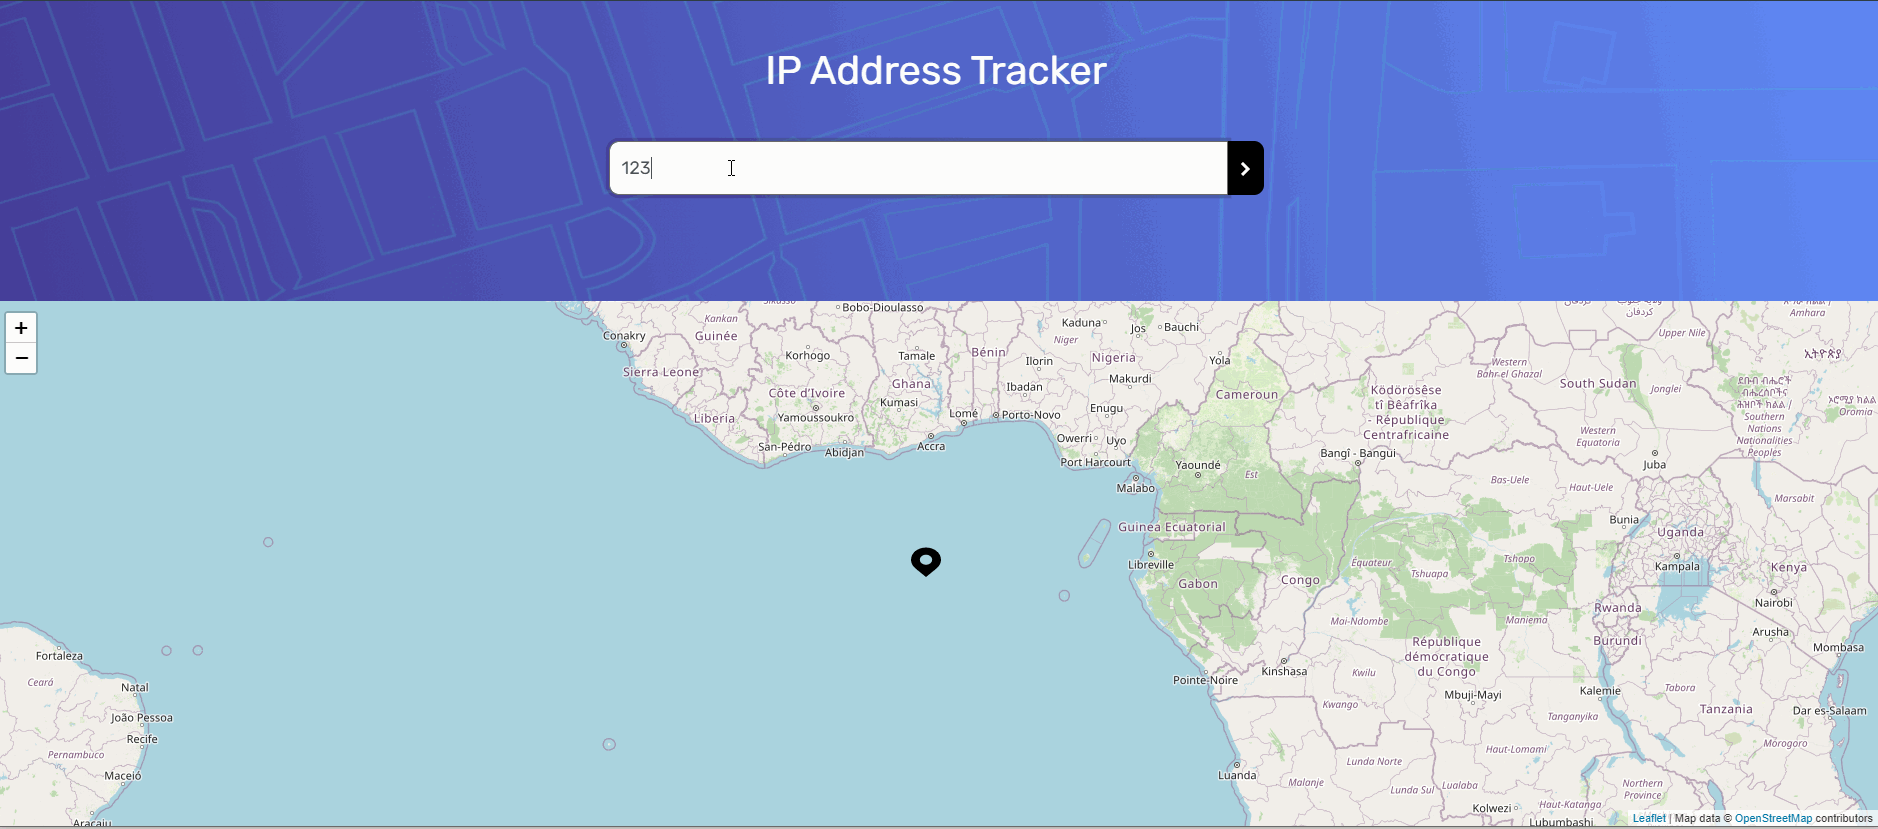 IP Address Tracker
123
+
−
Bobo-Dioulasso
Kankan
Conakry
Guinée
Kaduna
Jos
Bauchi
Niger
Upper Nile
Amhara
Korhogo
Tamale
Bénin
Ilorin
Nigeria
Yola
Sierra Leone
Ghana
Ibadan
Makurdi
Western
Bahr el Ghazal
South Sudan
Jonglei
Côte d'Ivoire
Kumasi
Cameroun
Ködörösêse
tî Bêafrîka
- République
Centrafricaine
Yamoussoukro
Liberia
Lomé
Porto-Novo
Enugu
Oromia
Southern
Nations
Nationalities
Peoples
San-Pédro
Abidjan
Accra
Owerri
Uyo
Port Harcourt
Western
Equatoria
Bangî - Bangui
Juba
Yaoundé
Est
Malabo
Bas-Uele
Haut-Uele
Marsabit
Guinea Ecuatorial
Bunia
Uganda
Libreville
Équateur
Tshopo
Tshuapa
Kampala
Kenya
Gabon
Congo
Nairobi
Rwanda
Mai-Ndombe
Maniema
Burundi
Arusha
Mombasa
République
démocratique
du Congo
Fortaleza
Ceará
Natal
Kinshasa
Kwilu
Pointe-Noire
Mbuji-Mayi
Kalemie
Tabora
João Pessoa
Recife
Kwango
Tanganyika
Tanzania
Dar es-Salaam
Pernambuco
Maceió
Luanda
Malanje
Lunda Norte
Haut-Lomami
Morogoro
Lunda Sul
Lualaba
Northern
Province
Aracaju
Kolwezi
Haut-Katanga
Lubumbashi
Leaflet | Map data © OpenStreetMap contributors